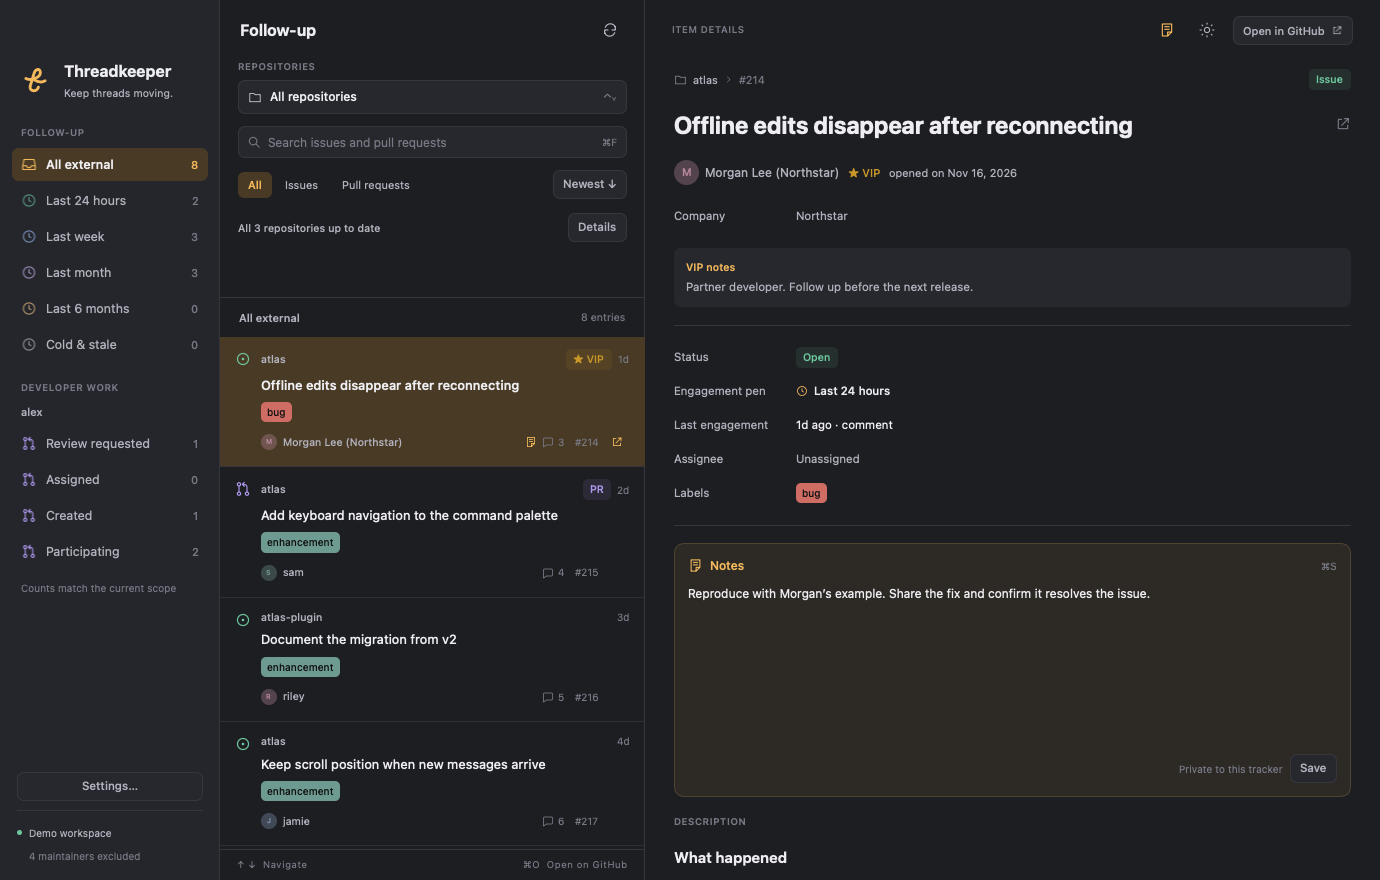 Threadkeeper
Keep threads moving.
FOLLOW-UP
All external 8
Last 24 hours 2
Last week 3
Last month 3
Last 6 months 0
Cold & stale 0
DEVELOPER WORK
alex
Review requested 1
Assigned 0
Created 1
Participating 2
Counts match the current scope
Settings...
Demo workspace
4 maintainers excluded
Follow-up
REPOSITORIES
All repositories
Search issues and pull requests ⌘F
All Issues Pull requests Newest ↓
All 3 repositories up to date Details
All external 8 entries
atlas ★ VIP 1d
Offline edits disappear after reconnecting
bug
M Morgan Lee (Northstar) 3 #214
atlas PR 2d
Add keyboard navigation to the command palette
enhancement
S sam 4 #215
atlas-plugin 3d
Document the migration from v2
enhancement
R riley 5 #216
atlas 4d
Keep scroll position when new messages arrive
enhancement
J jamie 6 #217
↑ ↓ Navigate ⌘O Open on GitHub
ITEM DETAILS Open in GitHub
atlas > #214 Issue
Offline edits disappear after reconnecting
M Morgan Lee (Northstar) ★ VIP opened on Nov 16, 2026
Company Northstar
VIP notes
Partner developer. Follow up before the next release.
Status Open
Engagement pen Last 24 hours
Last engagement 1d ago · comment
Assignee Unassigned
Labels bug
Notes ⌘S
Reproduce with Morgan's example. Share the fix and confirm it resolves the issue.
Private to this tracker Save
DESCRIPTION
What happened